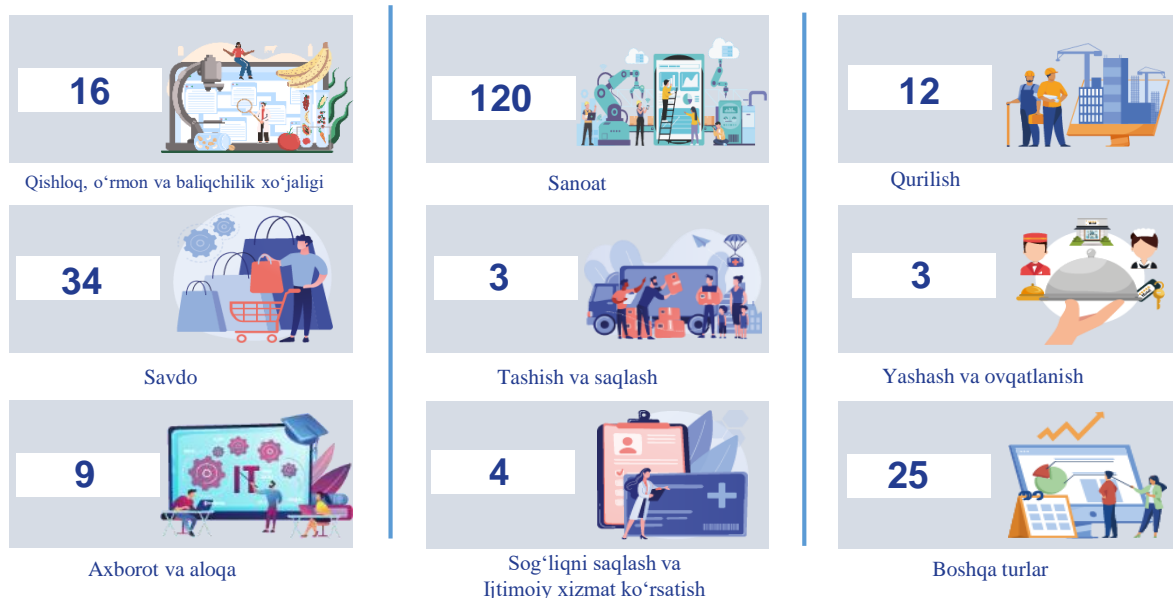 16
120
12
Qishloq, o‘rmon va baliqchilik xo‘jaligi
Sanoat
Qurilish
34
3
3
Savdo
Tashish va saqlash
Yashash va ovqatlanish
9
IT
4
25
Axborot va aloqa
Sog‘liqni saqlash va
Ijtimoiy xizmat ko‘rsatish
Boshqa turlar